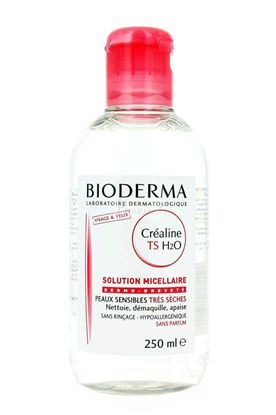 BIODERMA
LABORATOIRE DERMATOLOGIQUE
VISAGE & YEUX
Créaline
TS H2O
SOLUTION MICELLAIRE
DERMO-BREVETÉ
PEAUX SENSIBLES TRÈS SÈCHES
Nettoie, démaquille, apaise
SANS RINÇAGE - HYPOALLERGÉNIQUE
SANS PARFUM
250 ml e